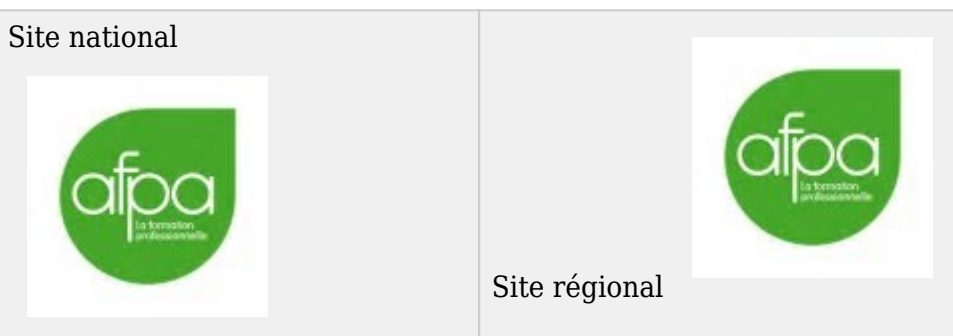 Site national
afpa
La formation
professionnelle
afpa
La formation
professionnelle
Site régional